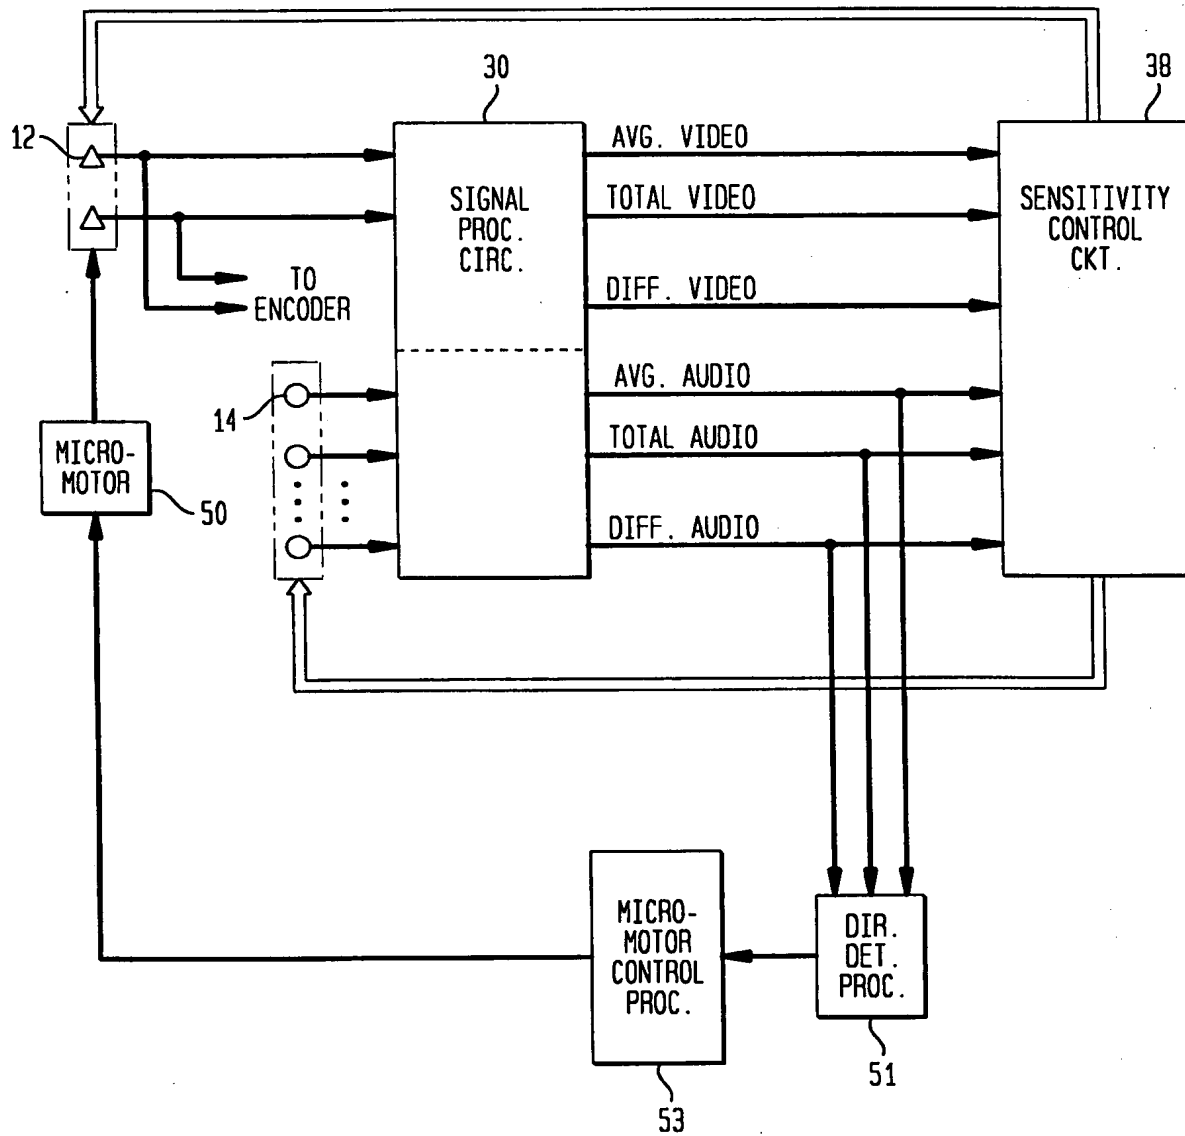 30
38
12
AVG. VIDEO
TOTAL VIDEO
DIFF. VIDEO
SIGNAL
PROC.
CIRC.
SENSITIVITY
CONTROL
CKT.
TO
ENCODER
14
AVG. AUDIO
TOTAL AUDIO
DIFF. AUDIO
MICRO-
MOTOR
50
MICRO-
MOTOR
CONTROL
PROC.
53
DIR.
DET.
PROC.
51